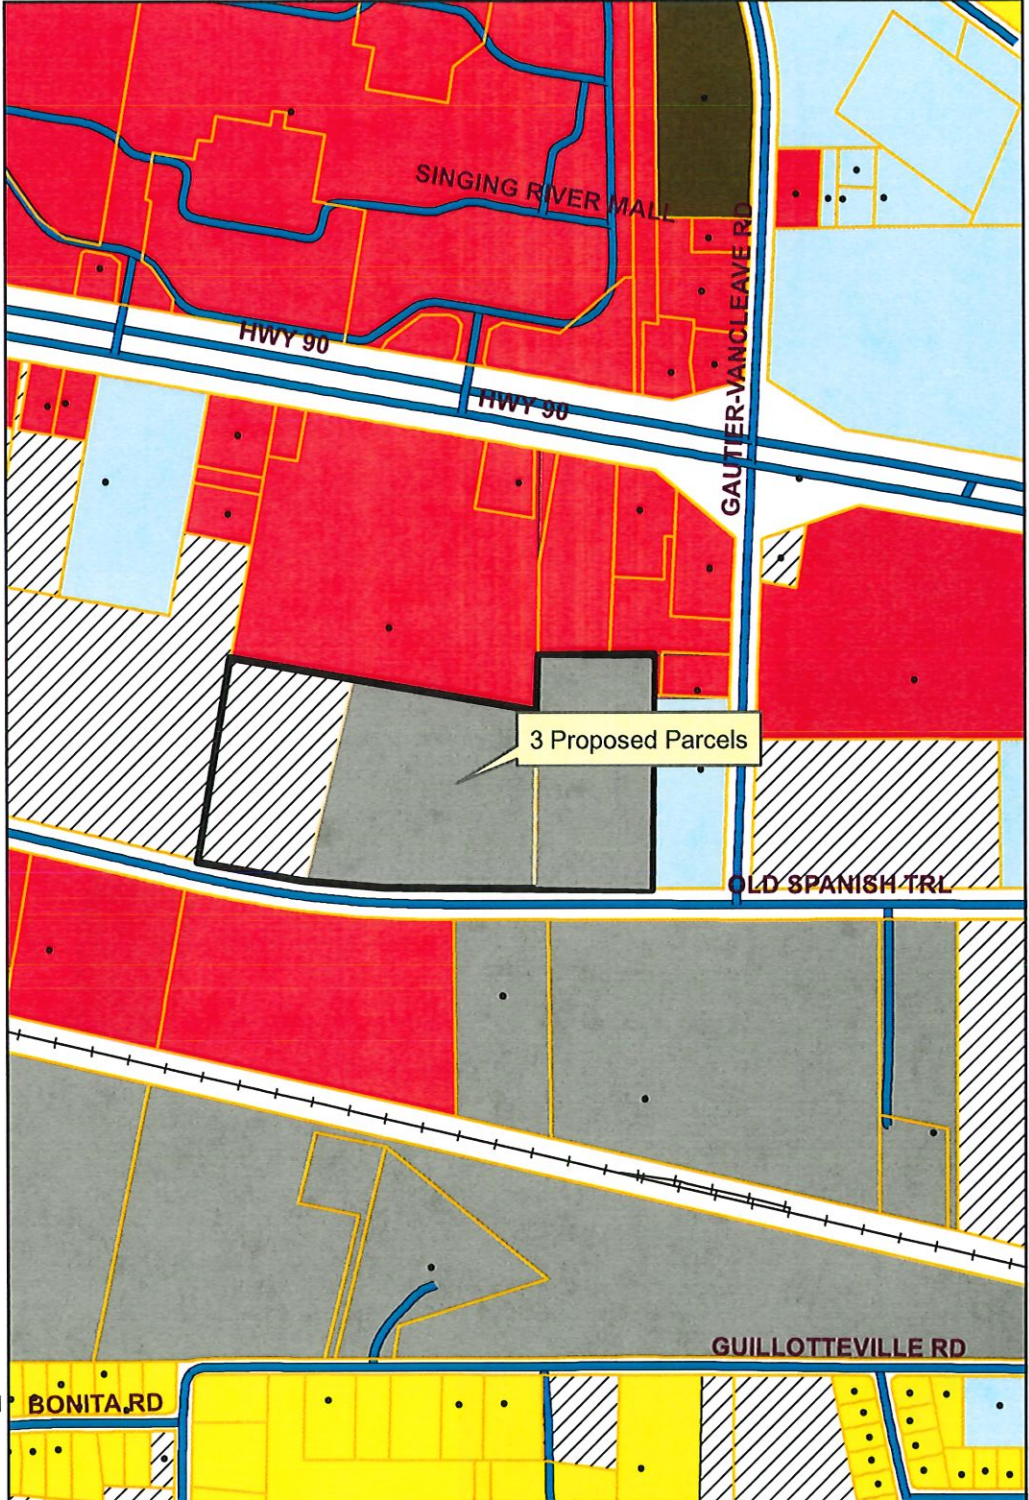 SINGING RIVER MALL
GAUTIER-VANCLEAVE RD
HWY 90
HWY 90
3 Proposed Parcels
OLD SPANISH TRL
GUILLOTTEVILLE RD
BONITA RD